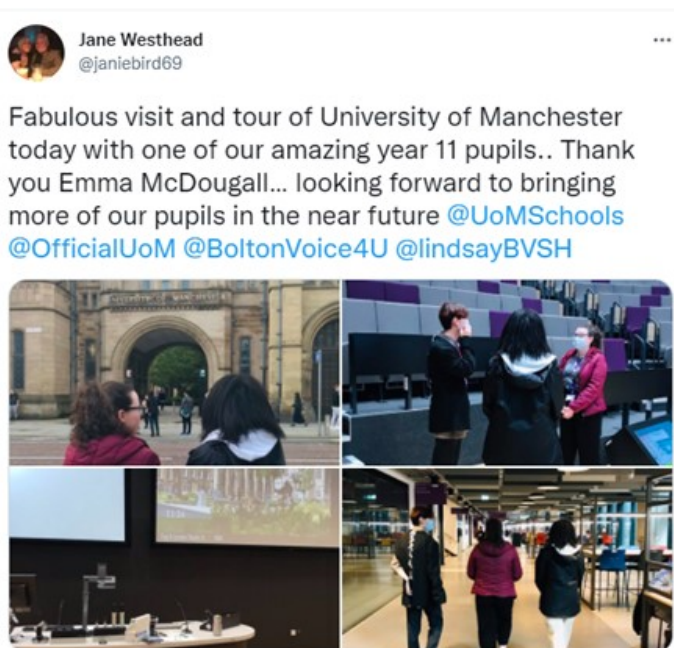 Jane Westhead
@janiebird69
Fabulous visit and tour of University of Manchester
today with one of our amazing year 11 pupils.. Thank
you Emma McDougall... looking forward to bringing
more of our pupils in the near future @UoMSchools
@OfficialUoM @BoltonVoice4U @lindsayBVSH